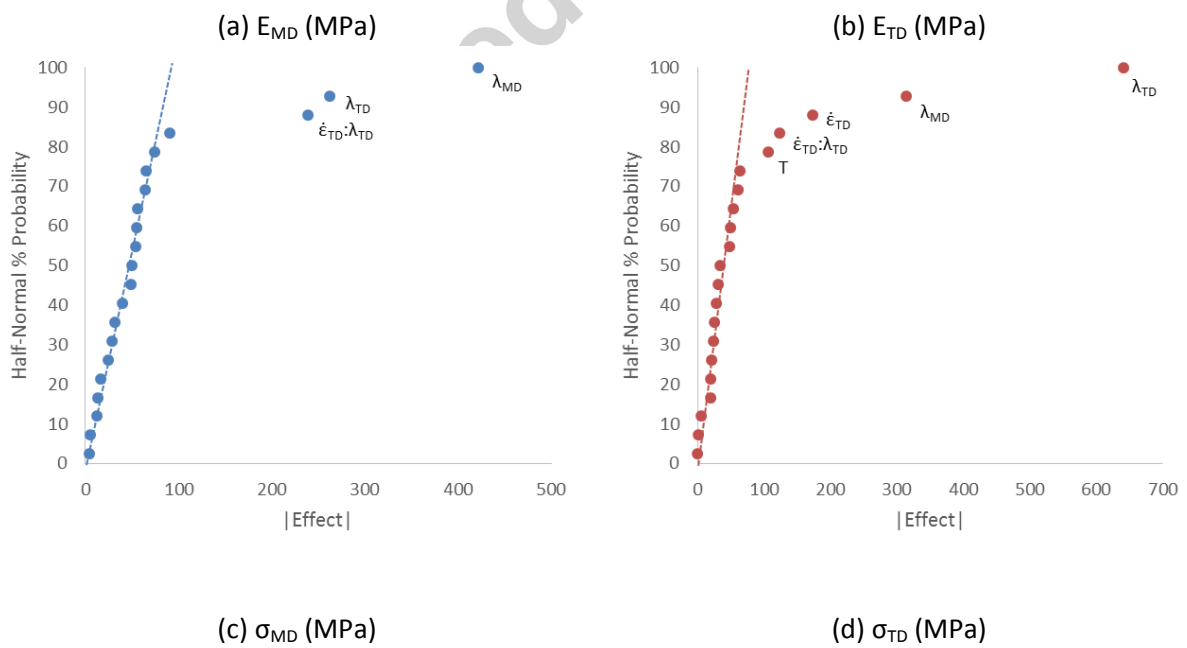 (a) E_MD (MPa)
100
90
80
70
60
50
40
30
20
10
0
Half-Normal % Probability
λ_MD
λ_TD
ε̇_TD:λ_TD
0 100 200 300 400 500
|Effect|
(b) E_TD (MPa)
100
90
80
70
60
50
40
30
20
10
0
Half-Normal % Probability
λ_TD
λ_MD
ε̇_TD
ε̇_TD:λ_TD
T
0 100 200 300 400 500 600 700
|Effect|
(c) σ_MD (MPa)
(d) σ_TD (MPa)